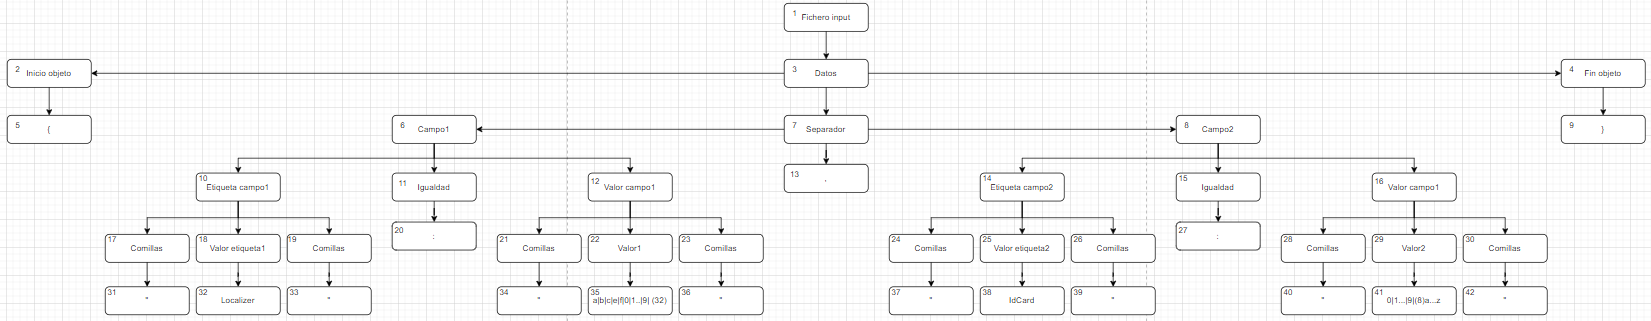 1 Fichero input
2 Inicio objeto
3 Datos
4 Fin objeto
5 {
6 Campo1
7 Separador
8 Campo2
9 }
10 Etiqueta campo1
11 Igualdad
12 Valor campo1
13 ,
14 Etiqueta campo2
15 Igualdad
16 Valor campo1
17 Comillas
18 Valor etiqueta1
19 Comillas
20 :
21 Comillas
22 Valor1
23 Comillas
24 Comillas
25 Valor etiqueta2
26 Comillas
27 :
28 Comillas
29 Valor2
30 Comillas
31 "
32 Localizer
33 "
34 "
35 a|b|c|e|f|0|1..|9| (32)
36 "
37 "
38 IdCard
39 "
40 "
41 0|1...|9|(8)a...z
42 "